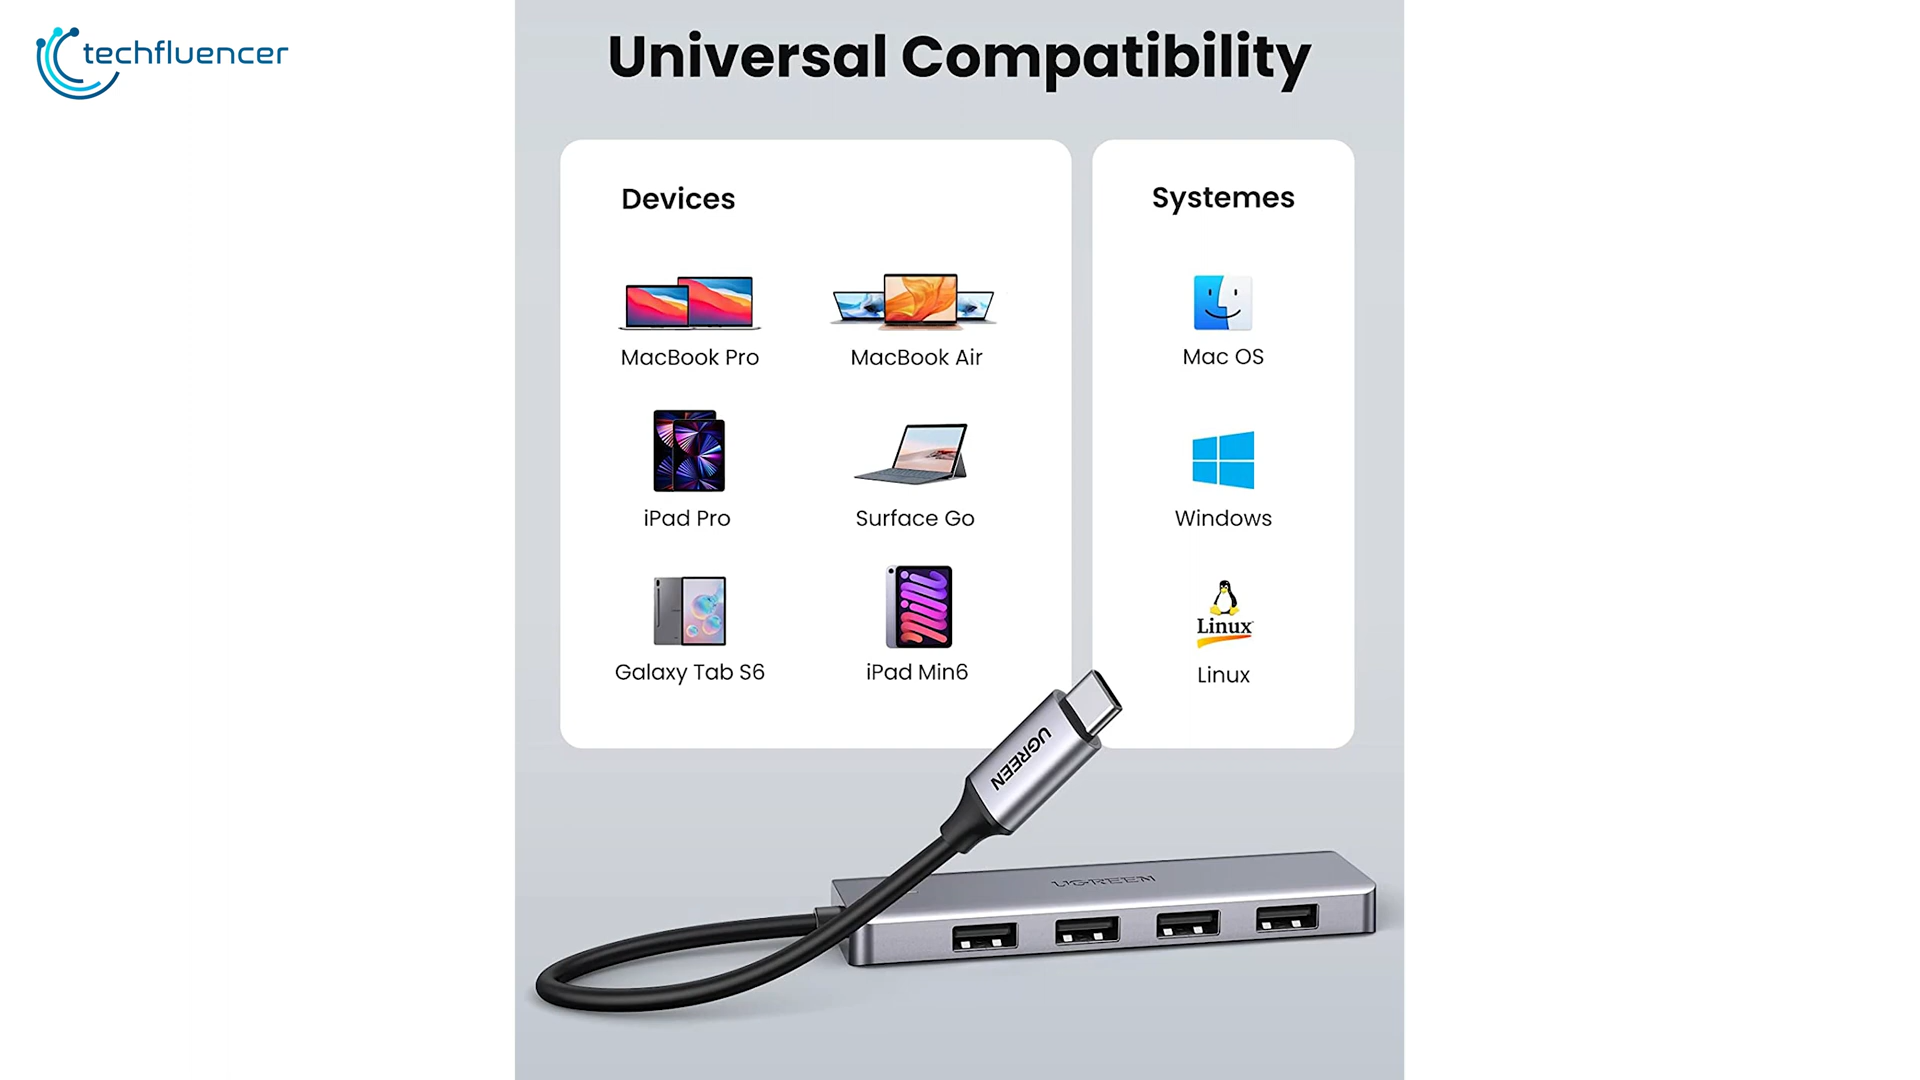 techfluencer
Universal Compatibility
Devices
MacBook Pro
MacBook Air
iPad Pro
Surface Go
Galaxy Tab S6
iPad Min6
Systemes
Mac OS
Windows
Linux
Linux
UGREEN
UGREEN